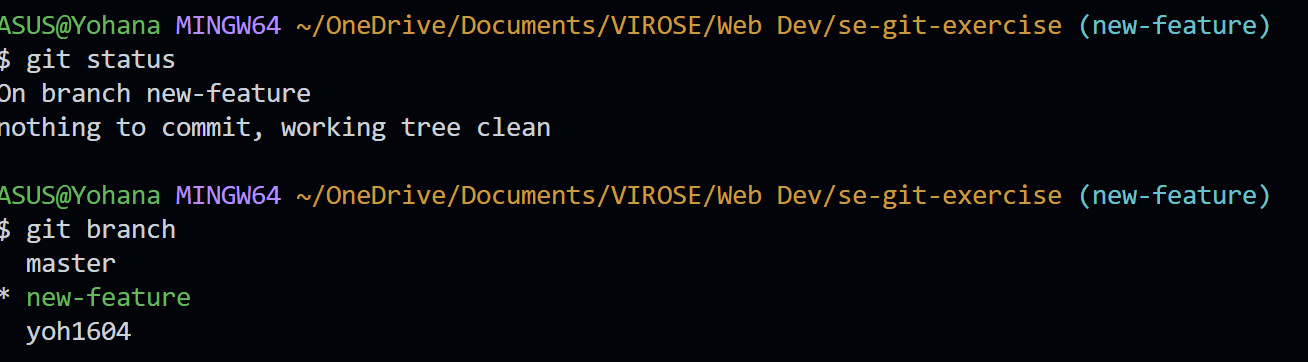 ASUS@Yohana MINGW64 ~/OneDrive/Documents/VIROSE/Web Dev/se-git-exercise (new-feature)
$ git status
On branch new-feature
nothing to commit, working tree clean
ASUS@Yohana MINGW64 ~/OneDrive/Documents/VIROSE/Web Dev/se-git-exercise (new-feature)
$ git branch
  master
* new-feature
  yoh1604